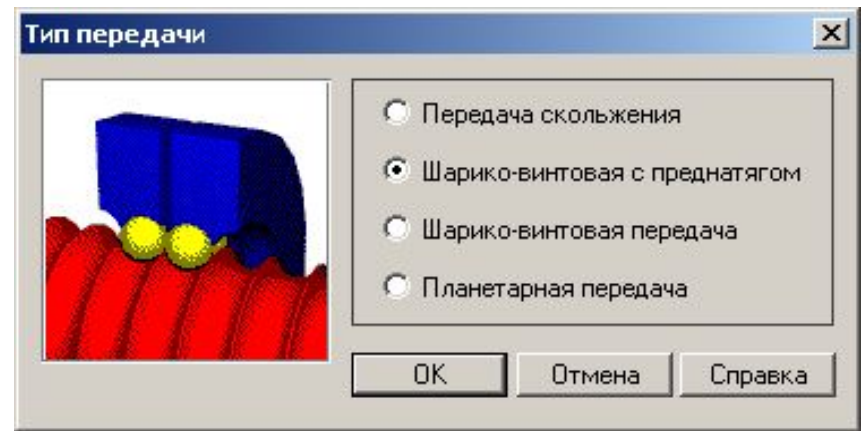 Тип передачи
Передача скольжения
Шарико-винтовая с преднатягом
Шарико-винтовая передача
Планетарная передача
OK
Отмена
Справка